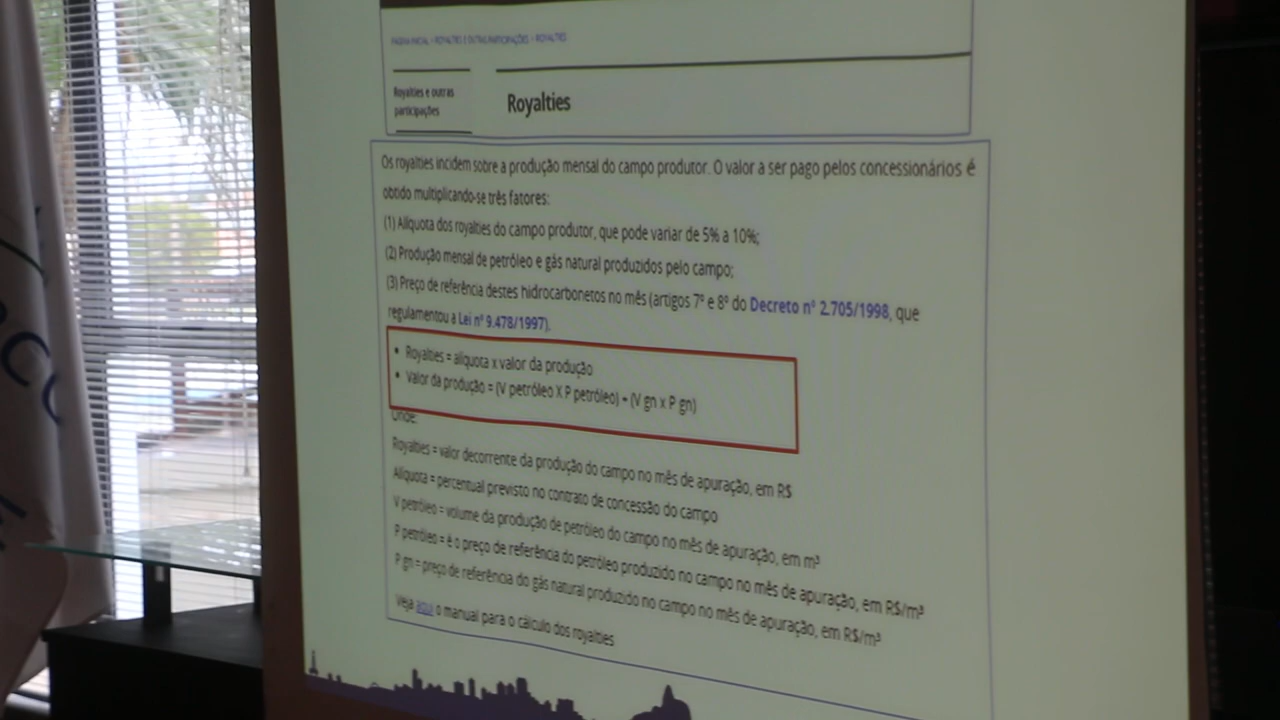 PÁGINA INICIAL > ROYALTIES E OUTRAS PARTICIPAÇÕES > ROYALTIES
Royalties e outras
participações
Royalties
Os royalties incidem sobre a produção mensal do campo produtor. O valor a ser pago pelos concessionários é
obtido multiplicando-se três fatores:
(1) Alíquota dos royalties do campo produtor, que pode variar de 5% a 10%;
(2) Produção mensal de petróleo e gás natural produzidos pelo campo;
(3) Preço de referência destes hidrocarbonetos no mês (artigos 7º e 8º do Decreto nº 2.705/1998, que
regulamentou a Lei nº 9.478/1997).
• Royalties = alíquota x valor da produção
• Valor da produção = (V petróleo X P petróleo) + (V gn x P gn)
Onde:
Royalties = valor decorrente da produção do campo no mês de apuração, em R$
Alíquota = percentual previsto no contrato de concessão do campo
V petróleo = volume da produção de petróleo do campo no mês de apuração, em m³
P petróleo = é o preço de referência do petróleo produzido no campo no mês de apuração, em R$/m³
P gn = preço de referência do gás natural produzido no campo no mês de apuração, em R$/m³
Veja aqui o manual para o cálculo dos royalties